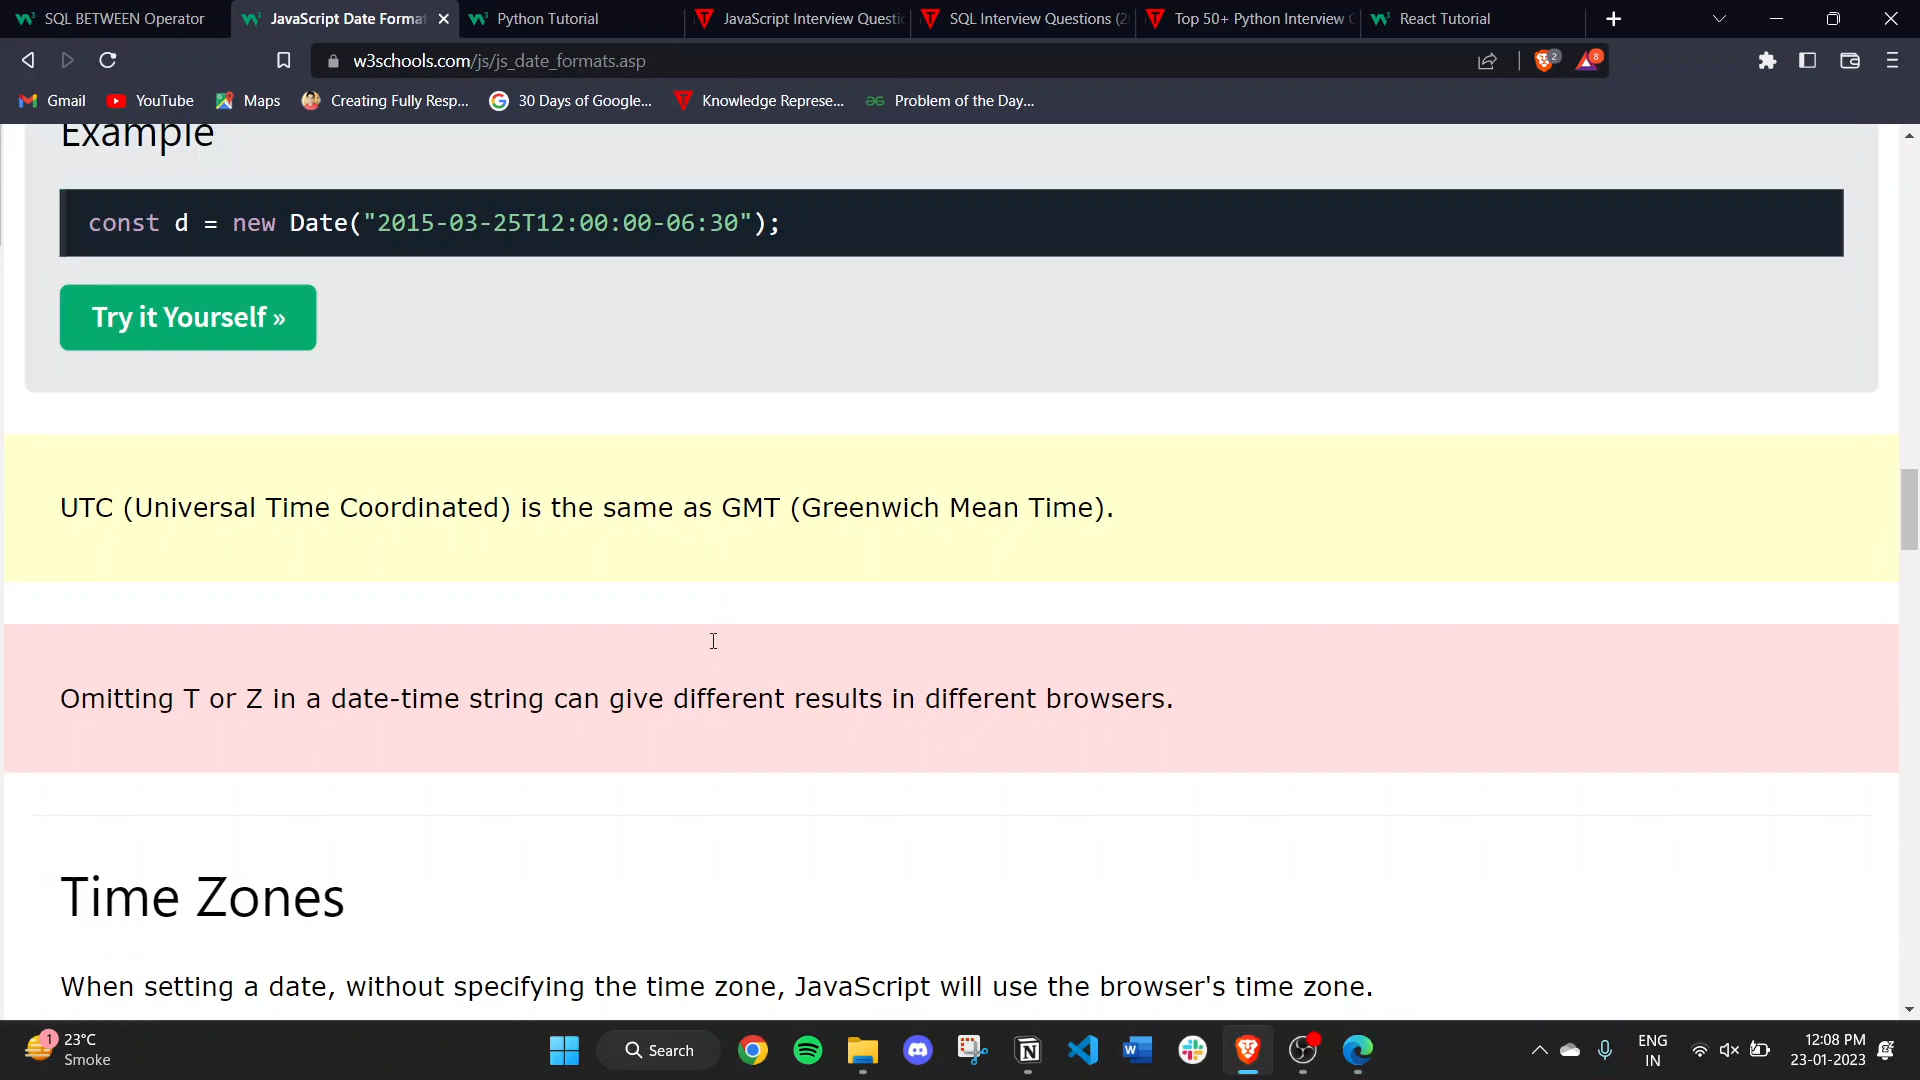 SQL BETWEEN Operator
JavaScript Date Format
Python Tutorial
JavaScript Interview Questi
SQL Interview Questions (2
Top 50+ Python Interview
React Tutorial
w3schools.com/js/js_date_formats.asp
2
8
Gmail
YouTube
Maps
Creating Fully Resp...
30 Days of Google...
Knowledge Represe...
Problem of the Day...
Example
const d = new Date("2015-03-25T12:00:00-06:30");
Try it Yourself »
UTC (Universal Time Coordinated) is the same as GMT (Greenwich Mean Time).
Omitting T or Z in a date-time string can give different results in different browsers.
Time Zones
When setting a date, without specifying the time zone, JavaScript will use the browser's time zone.
1
23°C
Smoke
Search
ENG
IN
12:08 PM
23-01-2023